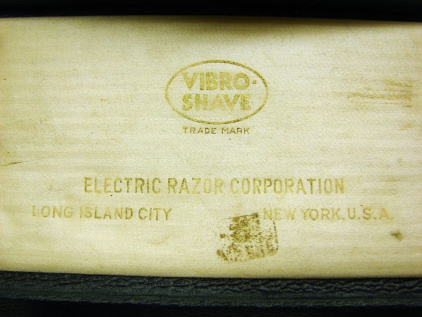 VIBRO-
SHAVE
TRADE MARK
ELECTRIC RAZOR CORPORATION
LONG ISLAND CITY NEW YORK, U.S.A.